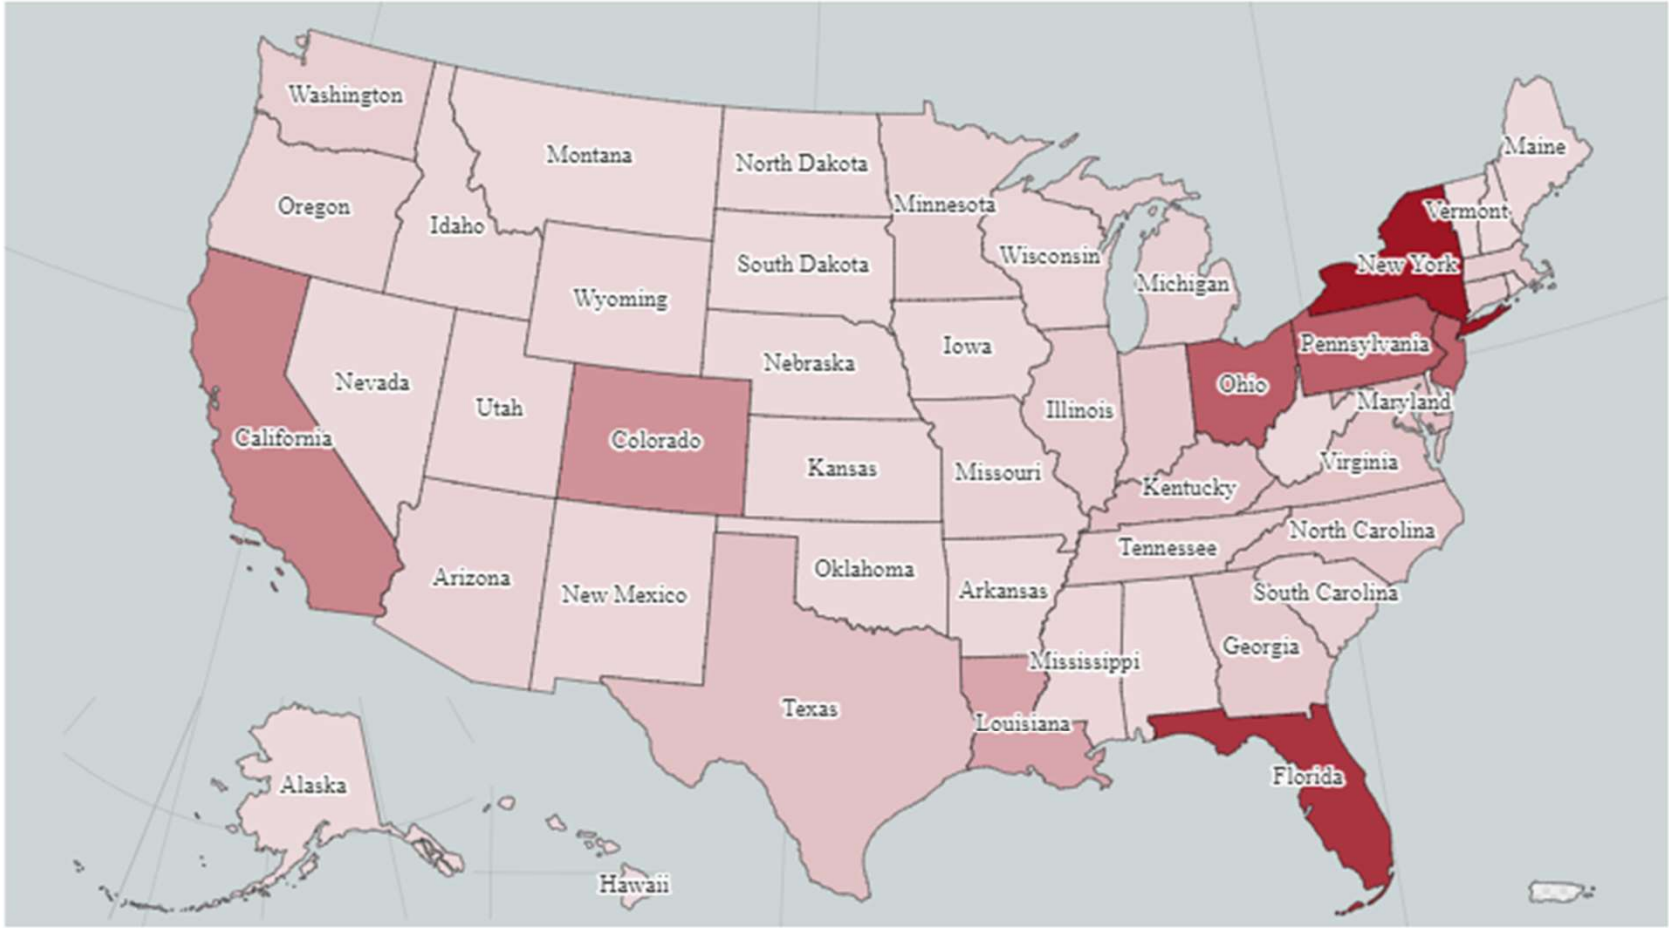 Washington
Montana
North Dakota
Minnesota
Maine
Oregon
Idaho
Vermont
South Dakota
Wisconsin
New York
Wyoming
Michigan
Iowa
Pennsylvania
Nebraska
Nevada
Ohio
Utah
Illinois
Maryland
California
Colorado
Kansas
Missouri
Virginia
Kentucky
North Carolina
Tennessee
Arizona
New Mexico
Oklahoma
Arkansas
South Carolina
Georgia
Mississippi
Texas
Louisiana
Florida
Alaska
Hawaii